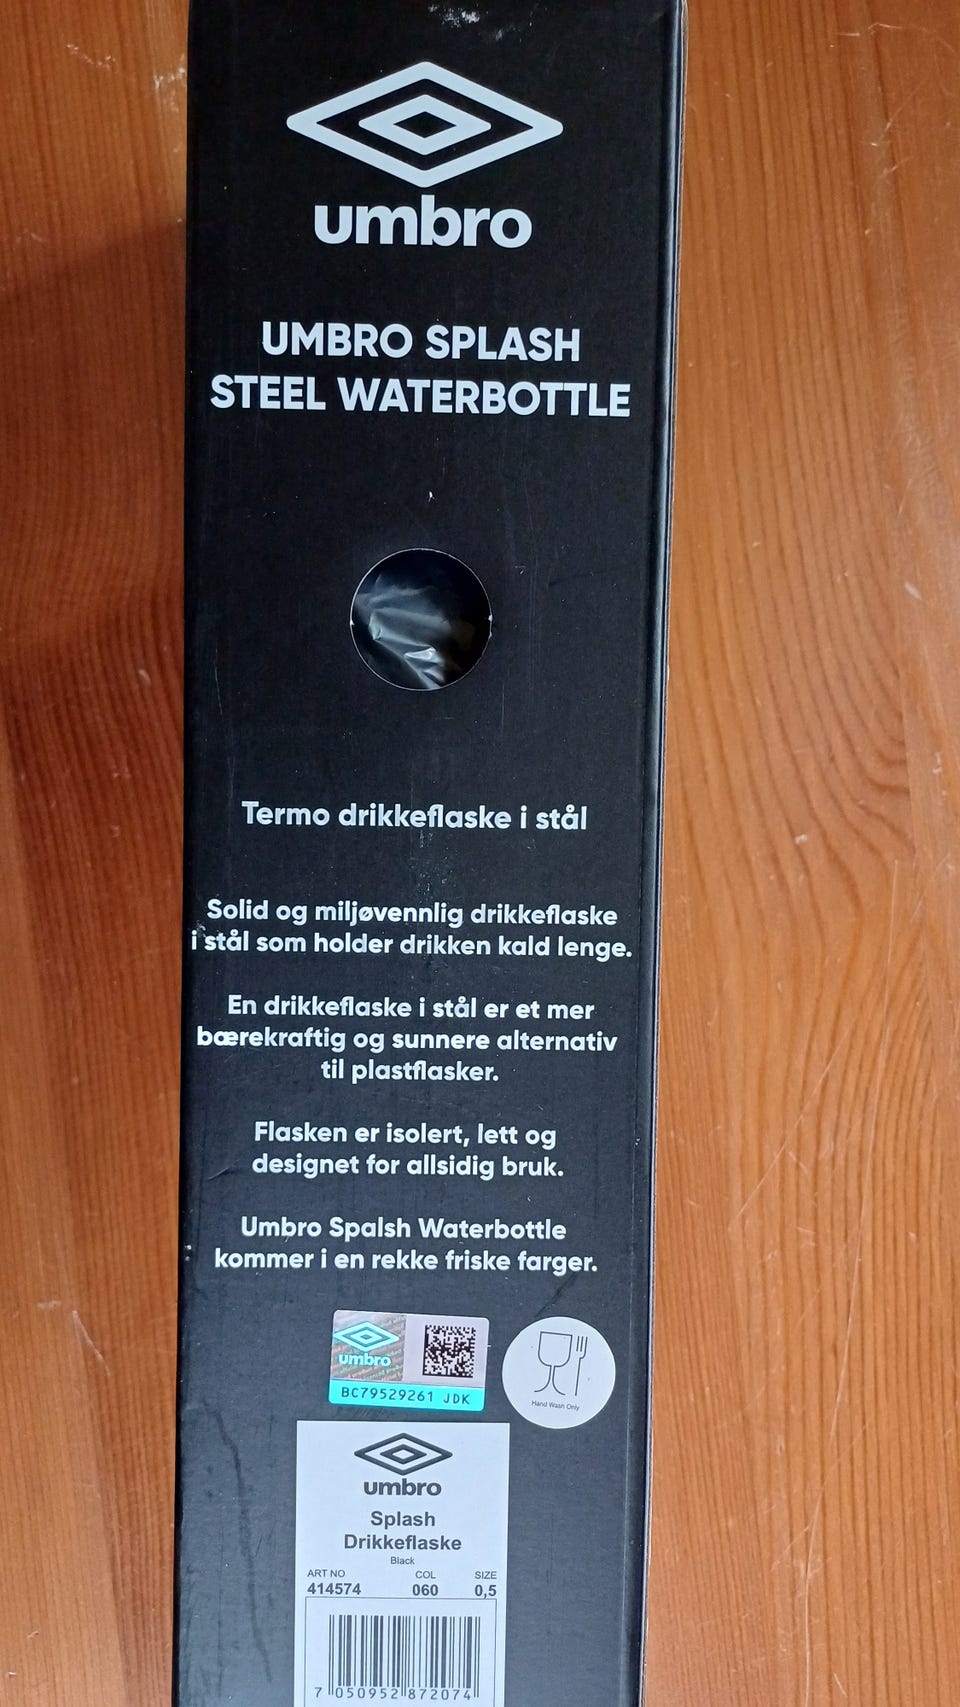 umbro
UMBRO SPLASH
STEEL WATERBOTTLE
Termo drikkeflaske i stål
Solid og miljøvennlig drikkeflaske
i stål som holder drikken kald lenge.
En drikkeflaske i stål er et mer
bærekraftig og sunnere alternativ
til plastflasker.
Flasken er isolert, lett og
designet for allsidig bruk.
Umbro Spalsh Waterbottle
kommer i en rekke friske farger.
umbro
BC79529261 JDK
Hand Wash Only
umbro
Splash
Drikkeflaske
Black
ART NO COL SIZE
414574 060 0,5
7 050952 872074